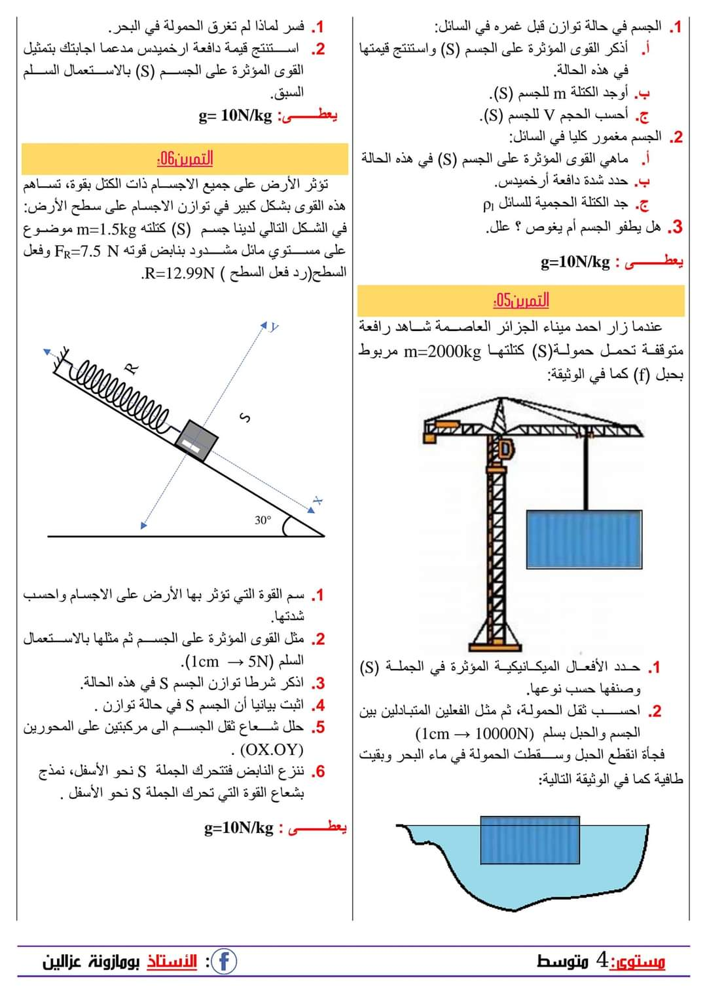 1. الجسم في حالة توازن قبل غمره في السائل:
أ. أذكر القوى المؤثرة على الجسم (S) واستنتج قيمتها
في هذه الحالة.
ب. أوجد الكتلة m للجسم (S).
ج. أحسب الحجم V للجسم (S).
2. الجسم مغمور كليا في السائل:
أ. ماهي القوى المؤثرة على الجسم (S) في هذه الحالة
ب. حدد شدة دافعة أرخميدس.
ج. جد الكتلة الحجمية للسائل ρl
3. هل يطفو الجسم أم يغوص ؟ علل.
يعطى : g=10N/kg
التمرين05:
عندما زار احمد ميناء الجزائر العاصمة شاهد رافعة
متوقفة تحمل حمولة(S) كتلتها m=2000kg مربوط
بحبل (f) كما في الوثيقة:
1. حدد الأفعال الميكانيكية المؤثرة في الجملة (S)
وصنفها حسب نوعها.
2. احسب ثقل الحمولة، ثم مثل الفعلين المتبادلين بين
الجسم والحبل بسلم (1cm → 10000N)
فجأة انقطع الحبل وسقطت الحمولة في ماء البحر وبقيت
طافية كما في الوثيقة التالية:
1. فسر لماذا لم تغرق الحمولة في البحر.
2. استنتج قيمة دافعة ارخميدس مدعما اجابتك بتمثيل
القوى المؤثرة على الجسم (S) بالاستعمال السلم
السبق.
يعطى: g= 10N/kg
التمرين06:
تؤثر الأرض على جميع الاجسام ذات الكتل بقوة، تساهم
هذه القوى بشكل كبير في توازن الاجسام على سطح الأرض:
في الشكل التالي لدينا جسم (S) كتلته m=1.5kg موضوع
على مستوي مائل مشدود بنابض قوته FR=7.5 N وفعل
السطح(رد فعل السطح ) R=12.99N.
y
R
S
x
30°
1. سم القوة التي تؤثر بها الأرض على الاجسام واحسب
شدتها.
2. مثل القوى المؤثرة على الجسم ثم مثلها بالاستعمال
السلم (1cm → 5N).
3. اذكر شرطا توازن الجسم S في هذه الحالة.
4. اثبت بيانيا أن الجسم S في حالة توازن .
5. حلل شعاع ثقل الجسم الى مركبتين على المحورين
(OX.OY) .
6. ننزع النابض فتتحرك الجملة S نحو الأسفل، نمذج
بشعاع القوة التي تحرك الجملة S نحو الأسفل .
يعطى : g=10N/kg
مستوى:4 متوسط
f : الأستاذ بومازونة عزالين